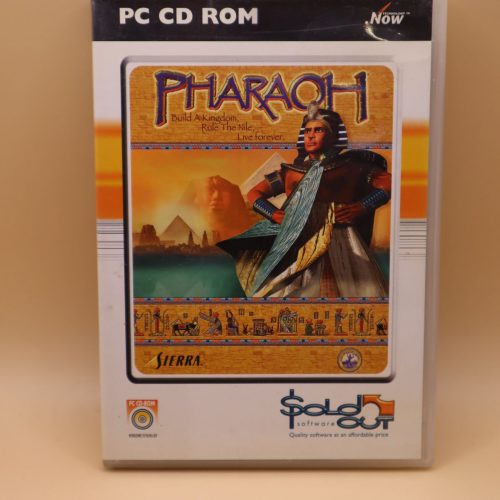 PC CD ROM
TECHNOLOGY
Now
PHARAOH
Build A Kingdom.
Rule The Nile.
Live forever.
SIERRA
PC CD-ROM
Sold
software OUT
Quality software at an affordable price